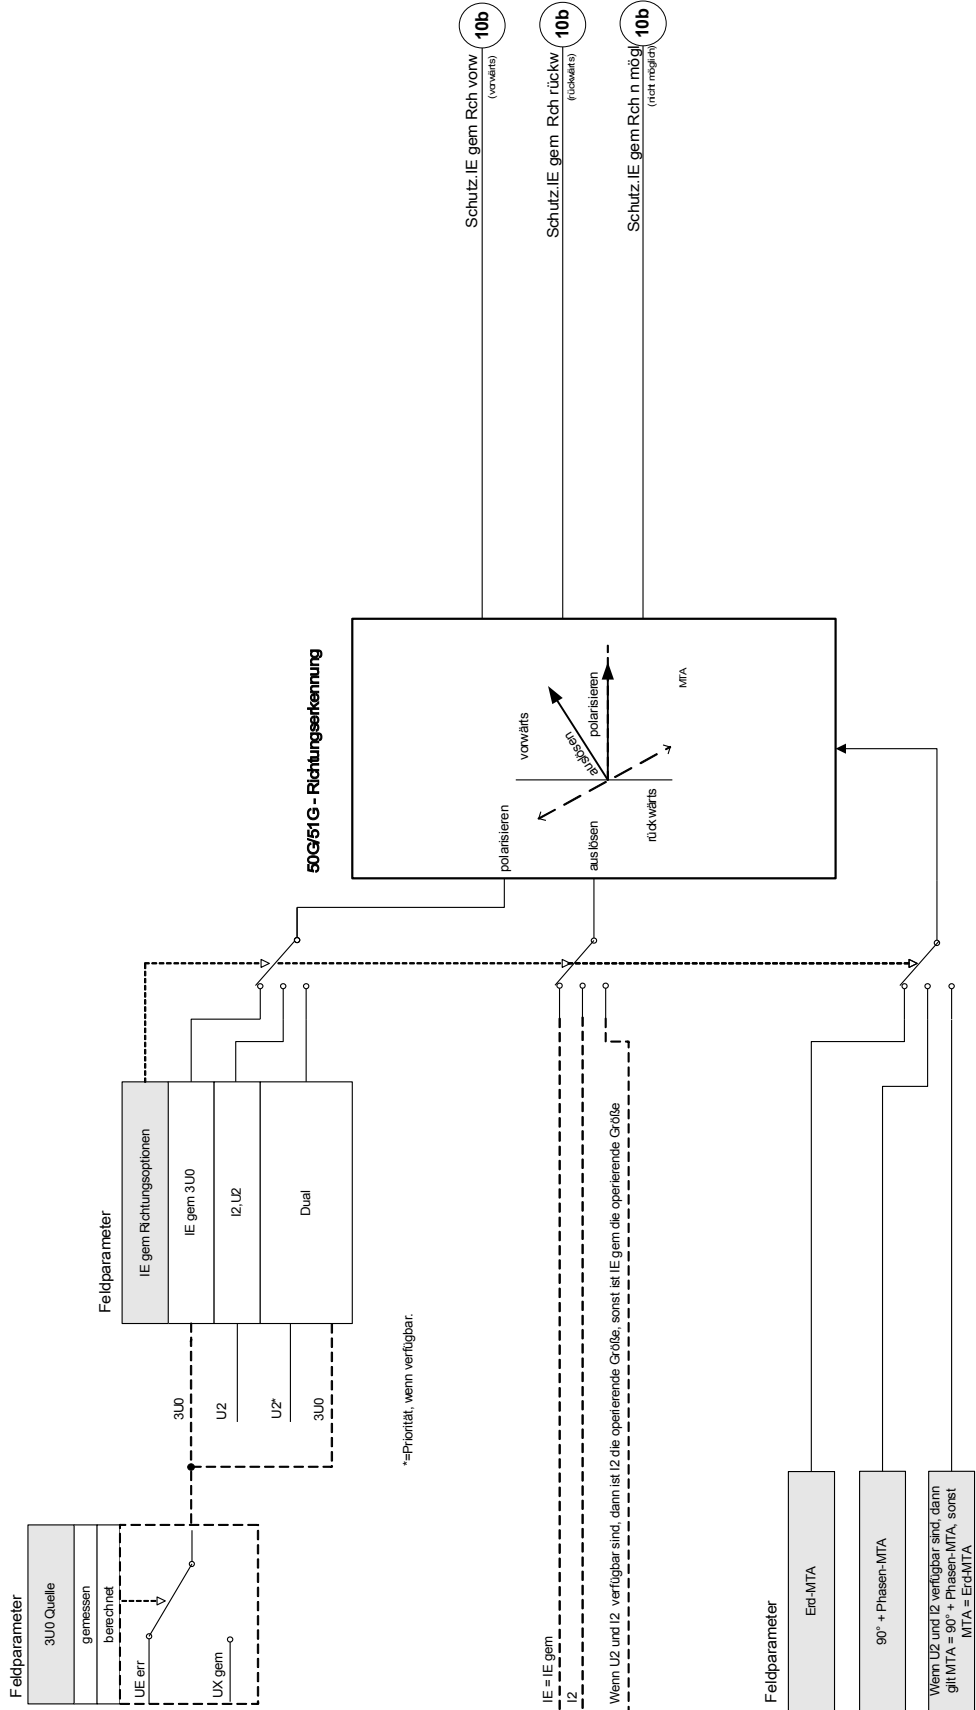 Feldparameter
3U0 Quelle
gemessen
berechnet
UE err
UX gem
Feldparameter
IE gem Richtungsoptionen
IE gem 3U0
I2,U2
Dual
3U0
U2
U2*
3U0
*=Priorität, wenn verfügbar.
50G/51G - Richtungserkennung
polarisieren
auslösen
vorwärts
auslösen
polarisieren
rückwärts
MTA
Schutz.IE gem Rch vorw
(vorwärts)
10b
Schutz.IE gem Rch rückw
(rückwärts)
10b
Schutz.IE gem Rch n mögl
(nicht möglich)
10b
IE = IE gem
I2
Wenn U2 und I2 verfügbar sind, dann ist I2 die operierende Größe, sonst ist IE gem die operierende Größe
Feldparameter
Erd-MTA
90° + Phasen-MTA
Wenn U2 und I2 verfügbar sind, dann
gilt MTA = 90° + Phasen-MTA, sonst
MTA = Erd-MTA